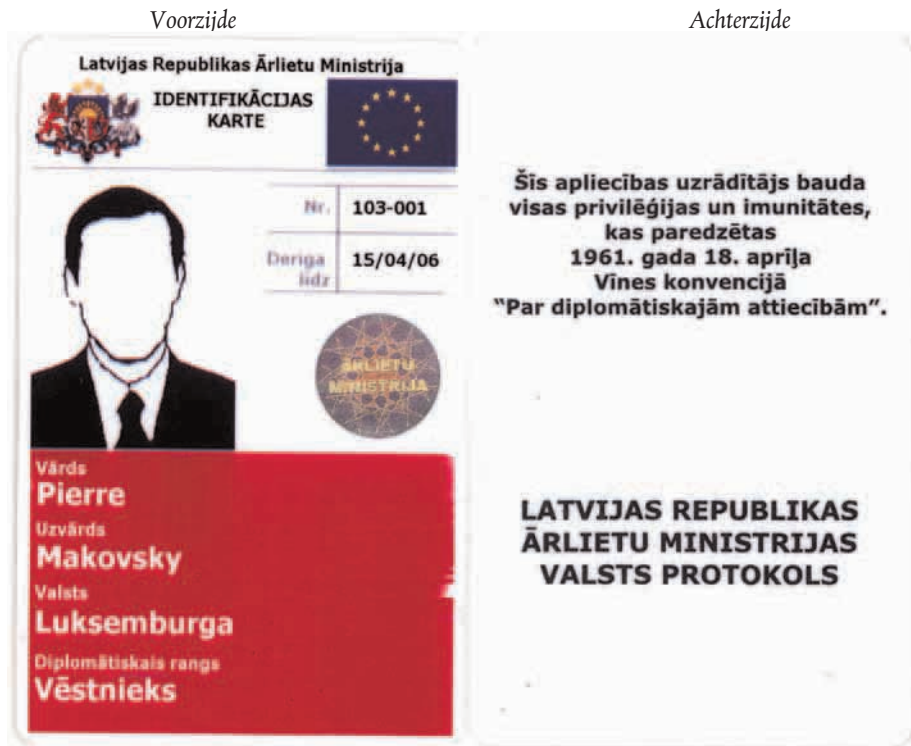 Voorzijde
Achterzijde
Latvijas Republikas Ārlietu Ministrija
IDENTIFIKĀCIJAS
KARTE
Nr. 103-001
Derīga
līdz 15/04/06
ĀRLIETU
MINISTRIJA
Vārds
Pierre
Uzvārds
Makovsky
Valsts
Luksemburga
Diplomātiskais rangs
Vēstnieks
Šīs apliecības uzrādītājs bauda
visas privilēģijas un imunitātes,
kas paredzētas
1961. gada 18. aprīļa
Vīnes konvencijā
“Par diplomātiskajām attiecībām”.
LATVIJAS REPUBLIKAS
ĀRLIETU MINISTRIJAS
VALSTS PROTOKOLS